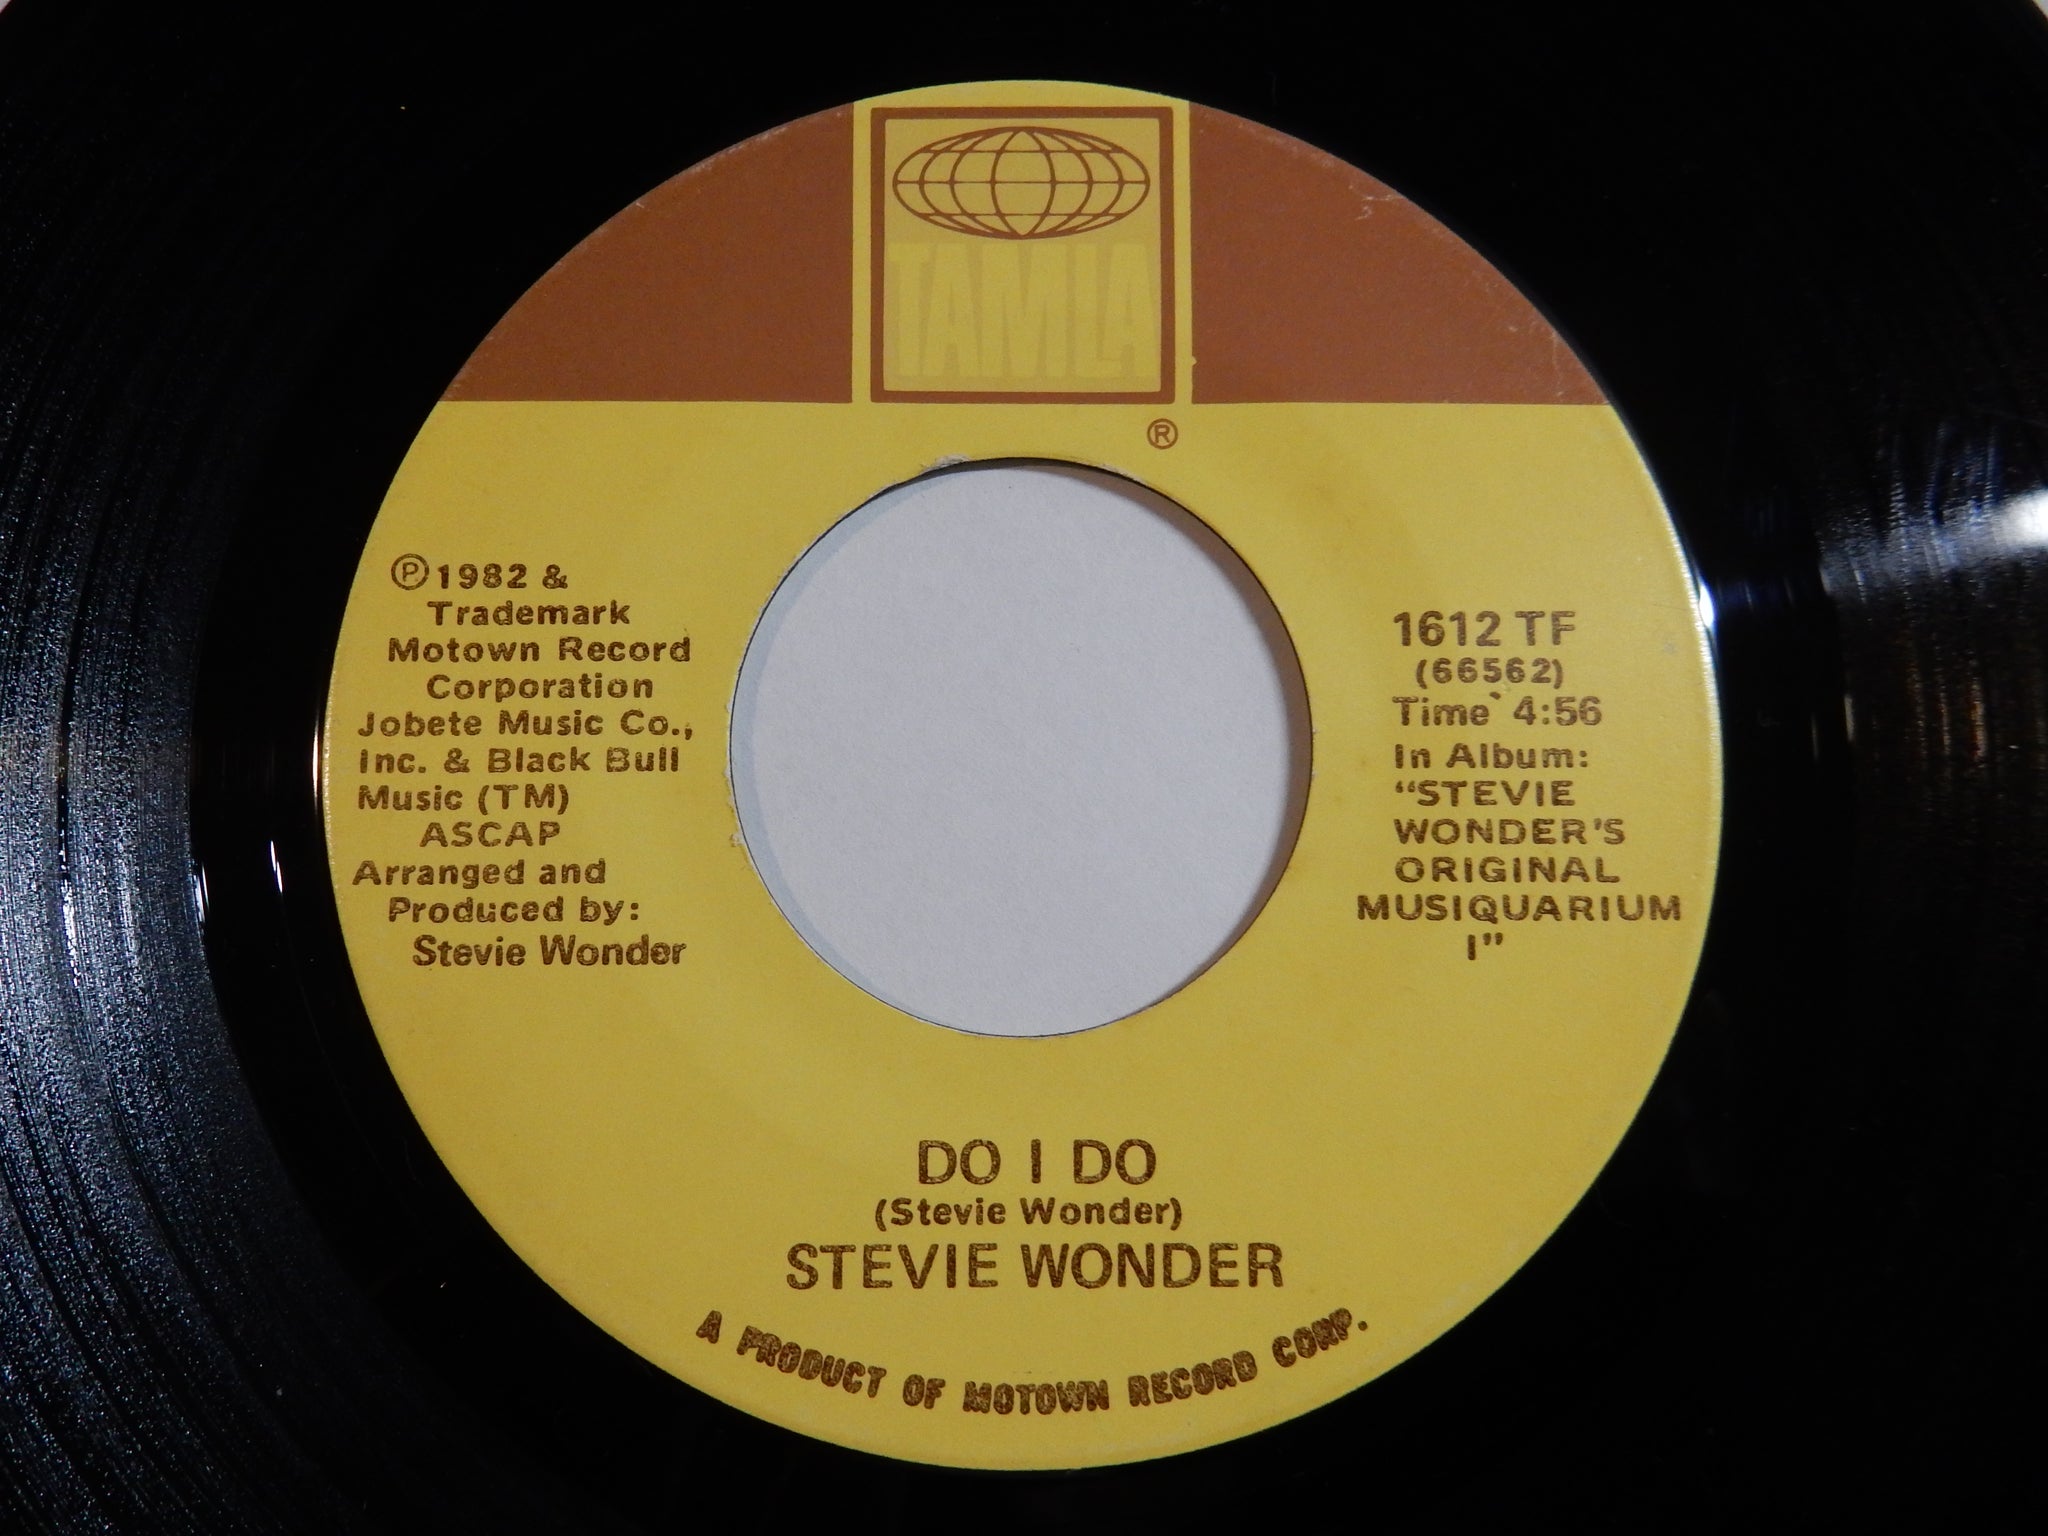 TAMLA
®
℗ 1982 &
Trademark
Motown Record
Corporation
Jobete Music Co.,
Inc. & Black Bull
Music (TM)
ASCAP
Arranged and
Produced by:
Stevie Wonder
1612 TF
(66562)
Time 4:56
In Album:
“STEVIE
WONDER'S
ORIGINAL
MUSIQUARIUM
I”
DO I DO
(Stevie Wonder)
STEVIE WONDER
A PRODUCT OF MOTOWN RECORD CORP.